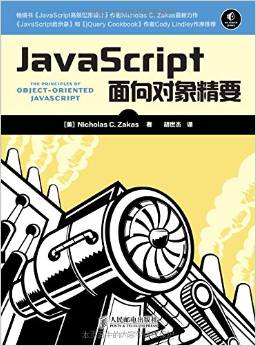 畅销书《JavaScript高级程序设计》作者Nicholas C. Zakas最新力作
《JavaScript启示录》和《jQuery Cookbook》作者Cody Lindley作序推荐
JavaScript
THE PRINCIPLES OF
OBJECT-ORIENTED
JAVASCRIPT
面向对象精要
[美] Nicholas C. Zakas 著 胡世杰 译
人民邮电出版社
POSTS & TELECOM PRESS